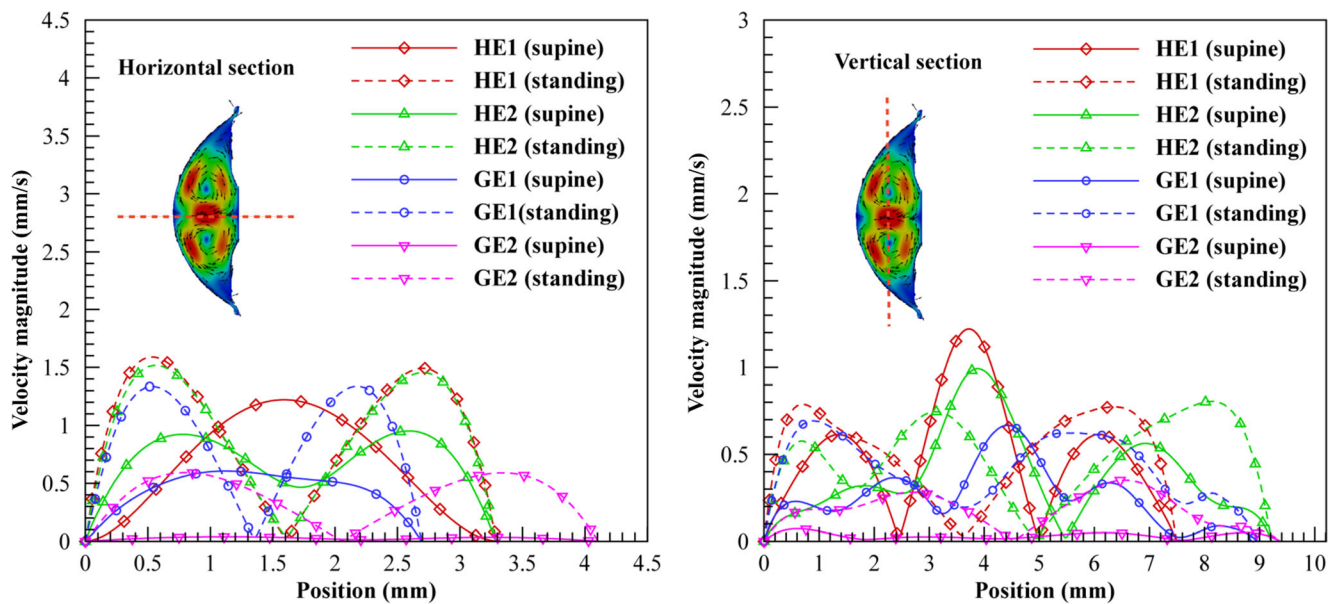 4.5
4
3.5
3
2.5
2
1.5
1
0.5
0
Velocity magnitude (mm/s)
Horizontal section
HE1 (supine)
HE1 (standing)
HE2 (supine)
HE2 (standing)
GE1 (supine)
GE1(standing)
GE2 (supine)
GE2 (standing)
0 0.5 1 1.5 2 2.5 3 3.5 4 4.5
Position (mm)
3
2.5
2
1.5
1
0.5
0
Velocity magnitude (mm/s)
Vertical section
HE1 (supine)
HE1 (standing)
HE2 (supine)
HE2 (standing)
GE1 (supine)
GE1 (standing)
GE2 (supine)
GE2 (standing)
0 1 2 3 4 5 6 7 8 9 10
Position (mm)